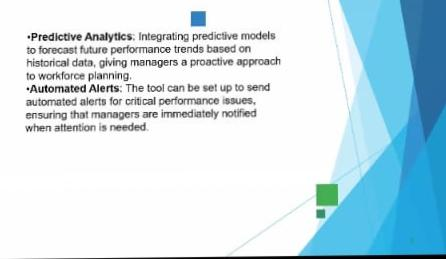 •Predictive Analytics: Integrating predictive models
to forecast future performance trends based on
historical data, giving managers a proactive approach
to workforce planning.
•Automated Alerts: The tool can be set up to send
automated alerts for critical performance issues,
ensuring that managers are immediately notified
when attention is needed.